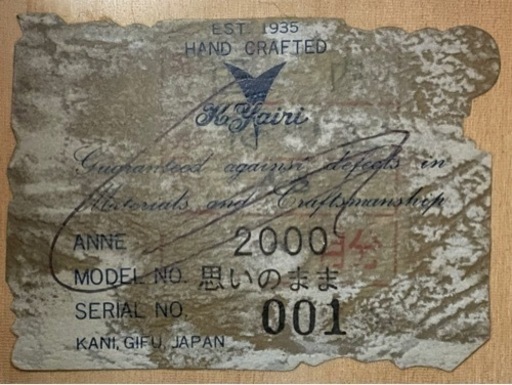 EST 1935
HAND CRAFTED
K.Yairi
Guaranteed against defects in
Materials and Craftsmanship
ANNE 2000
MODEL NO. 思いのまま
SERIAL NO. 001
KANI, GIFU, JAPAN